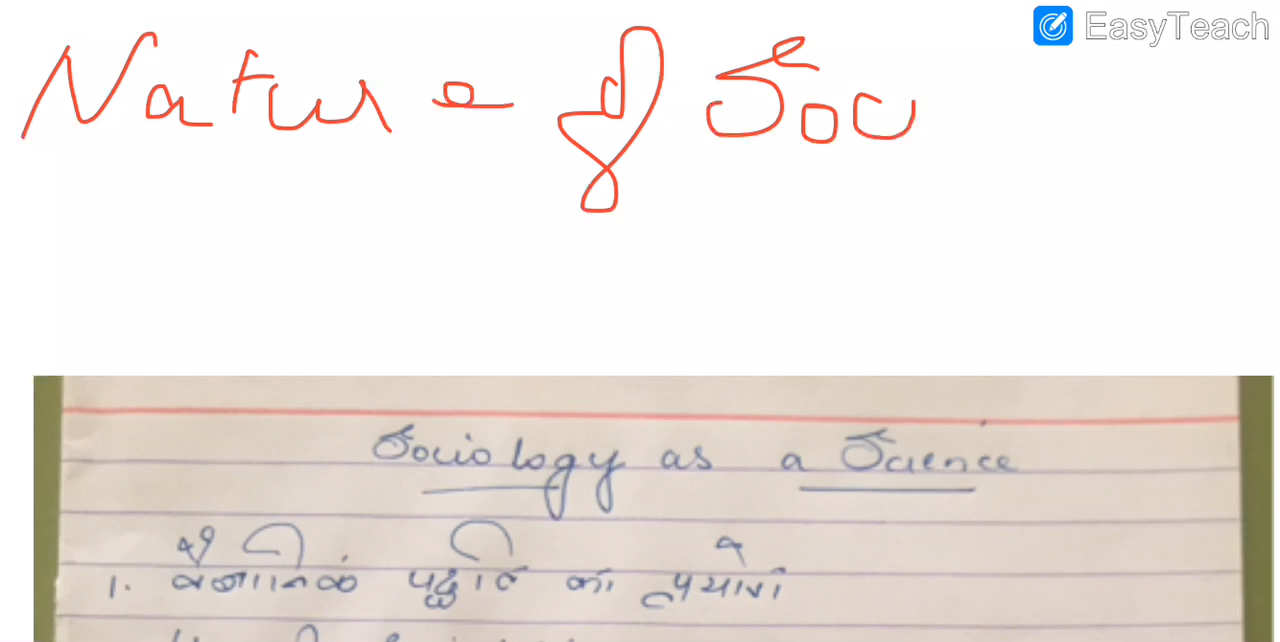 EasyTeach
Nature of Soc
Sociology as a Science
1. वैज्ञानिक पद्धति का प्रयोग